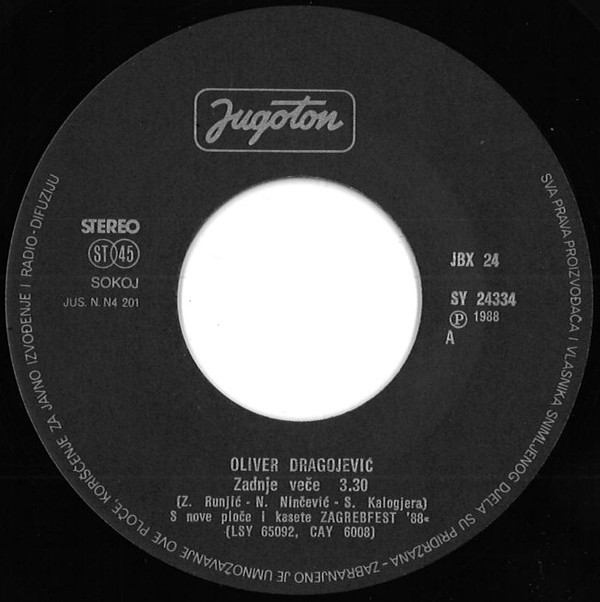 Jugoton
STEREO
ST 45
SOKOJ
JUS. N. N4 201
JBX 24
SY 24334
Ⓟ 1988
A
OLIVER DRAGOJEVIĆ
Zadnje veče 3.30
(Z. Runjić - N. Ninčević - S. Kalogjera)
S nove ploče i kasete ZAGREBFEST '88«
(LSY 65092, CAY 6008)
SVA PRAVA PROIZVOĐAČA I VLASNIKA SNIMLJENOG DJELA SU PRIDRŽANA - ZABRANJENO JE UMNOŽAVANJE OVE PLOČE, KORIŠĆENJE ZA JAVNO IZVOĐENJE I RADIO - DIFUZIJU